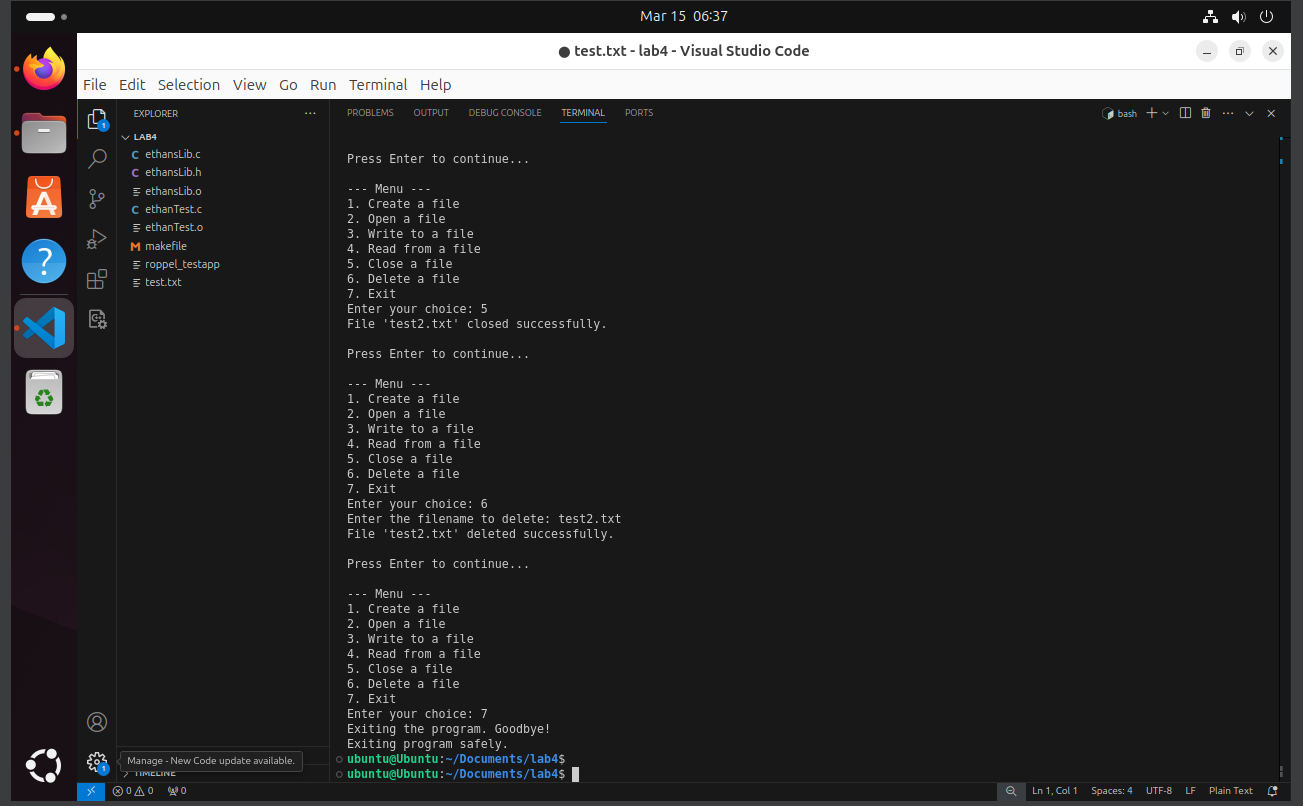 Mar 15 06:37
test.txt - lab4 - Visual Studio Code
File Edit Selection View Go Run Terminal Help
EXPLORER
LAB4
C ethansLib.c
C ethansLib.h
ethansLib.o
C ethanTest.c
ethanTest.o
M makefile
roppel_testapp
test.txt
TIMELINE
1
1
Manage - New Code update available.
PROBLEMS OUTPUT DEBUG CONSOLE TERMINAL PORTS
bash
Press Enter to continue...
--- Menu ---
1. Create a file
2. Open a file
3. Write to a file
4. Read from a file
5. Close a file
6. Delete a file
7. Exit
Enter your choice: 5
File 'test2.txt' closed successfully.
Press Enter to continue...
--- Menu ---
1. Create a file
2. Open a file
3. Write to a file
4. Read from a file
5. Close a file
6. Delete a file
7. Exit
Enter your choice: 6
Enter the filename to delete: test2.txt
File 'test2.txt' deleted successfully.
Press Enter to continue...
--- Menu ---
1. Create a file
2. Open a file
3. Write to a file
4. Read from a file
5. Close a file
6. Delete a file
7. Exit
Enter your choice: 7
Exiting the program. Goodbye!
Exiting program safely.
ubuntu@Ubuntu:~/Documents/lab4$
ubuntu@Ubuntu:~/Documents/lab4$
0 0 0 Ln 1, Col 1 Spaces: 4 UTF-8 LF Plain Text